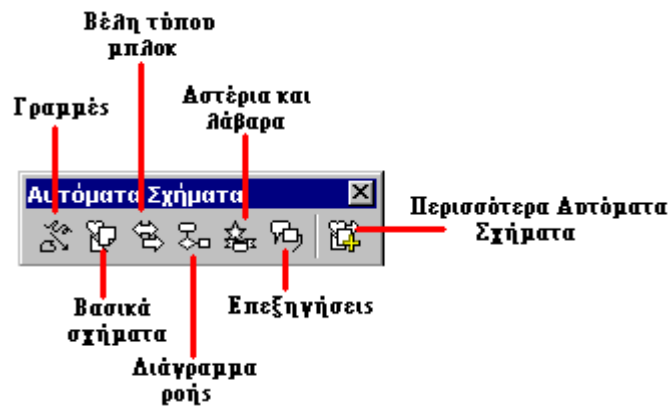 Βέλη τύπου
μπλοκ
Αστέρια και
λάβαρα
Γραμμές
Αυτόματα Σχήματα
Περισσότερα Αυτόματα
Σχήματα
Βασικά
σχήματα
Επεξηγήσεις
Διάγραμμα
ροής